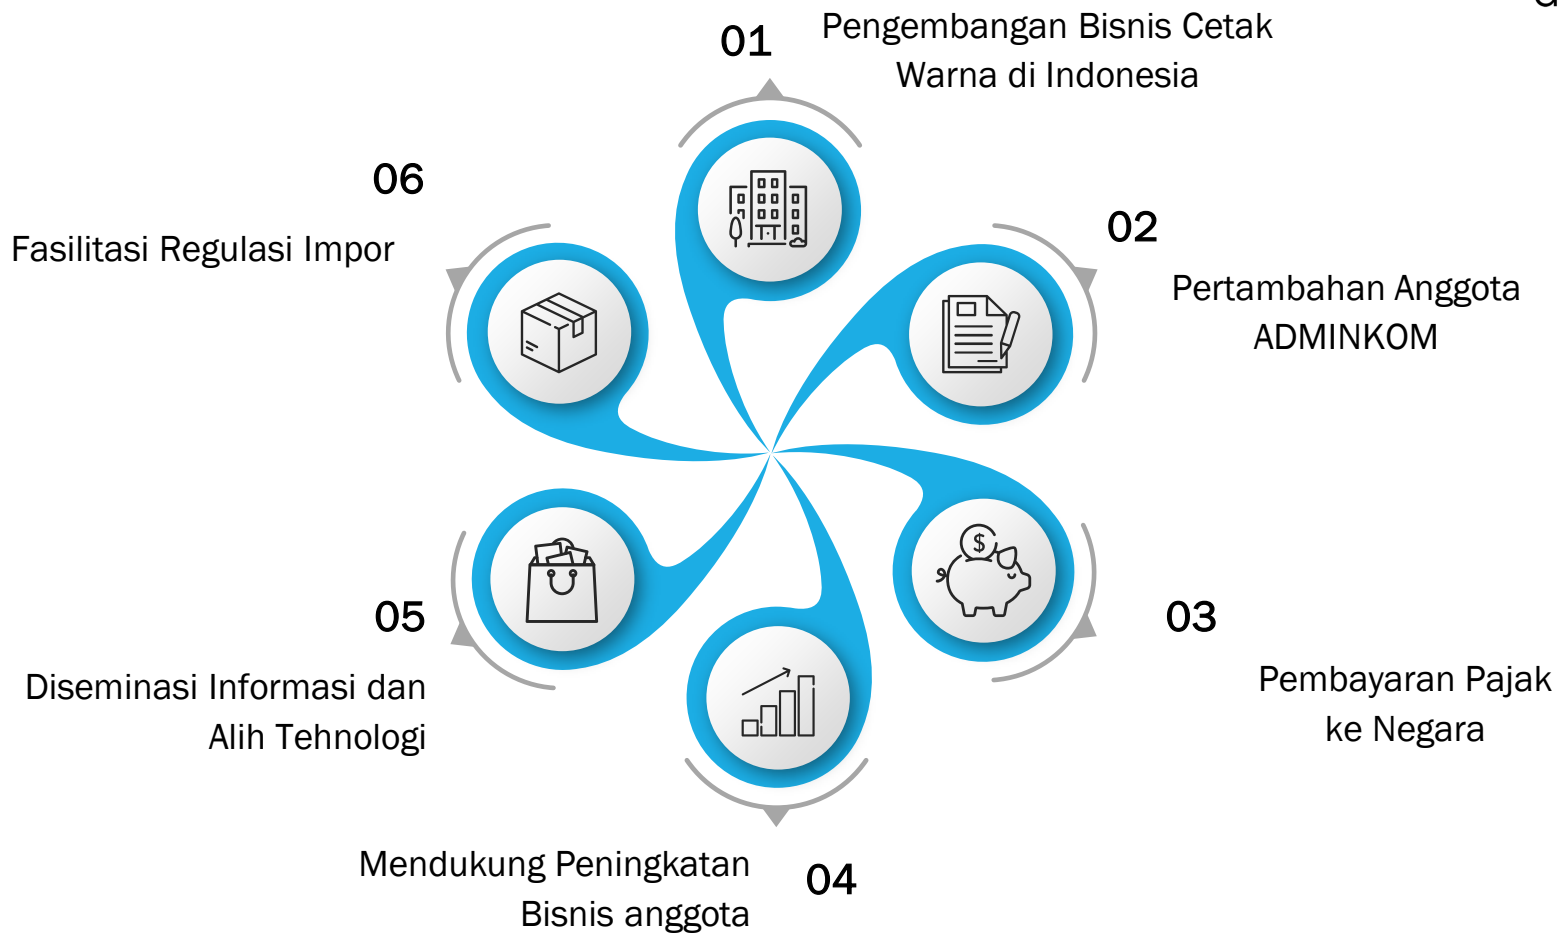 01
Pengembangan Bisnis Cetak
Warna di Indonesia
02
Pertambahan Anggota
ADMINKOM
03
Pembayaran Pajak
ke Negara
04
Mendukung Peningkatan
Bisnis anggota
05
Diseminasi Informasi dan
Alih Tehnologi
06
Fasilitasi Regulasi Impor
$